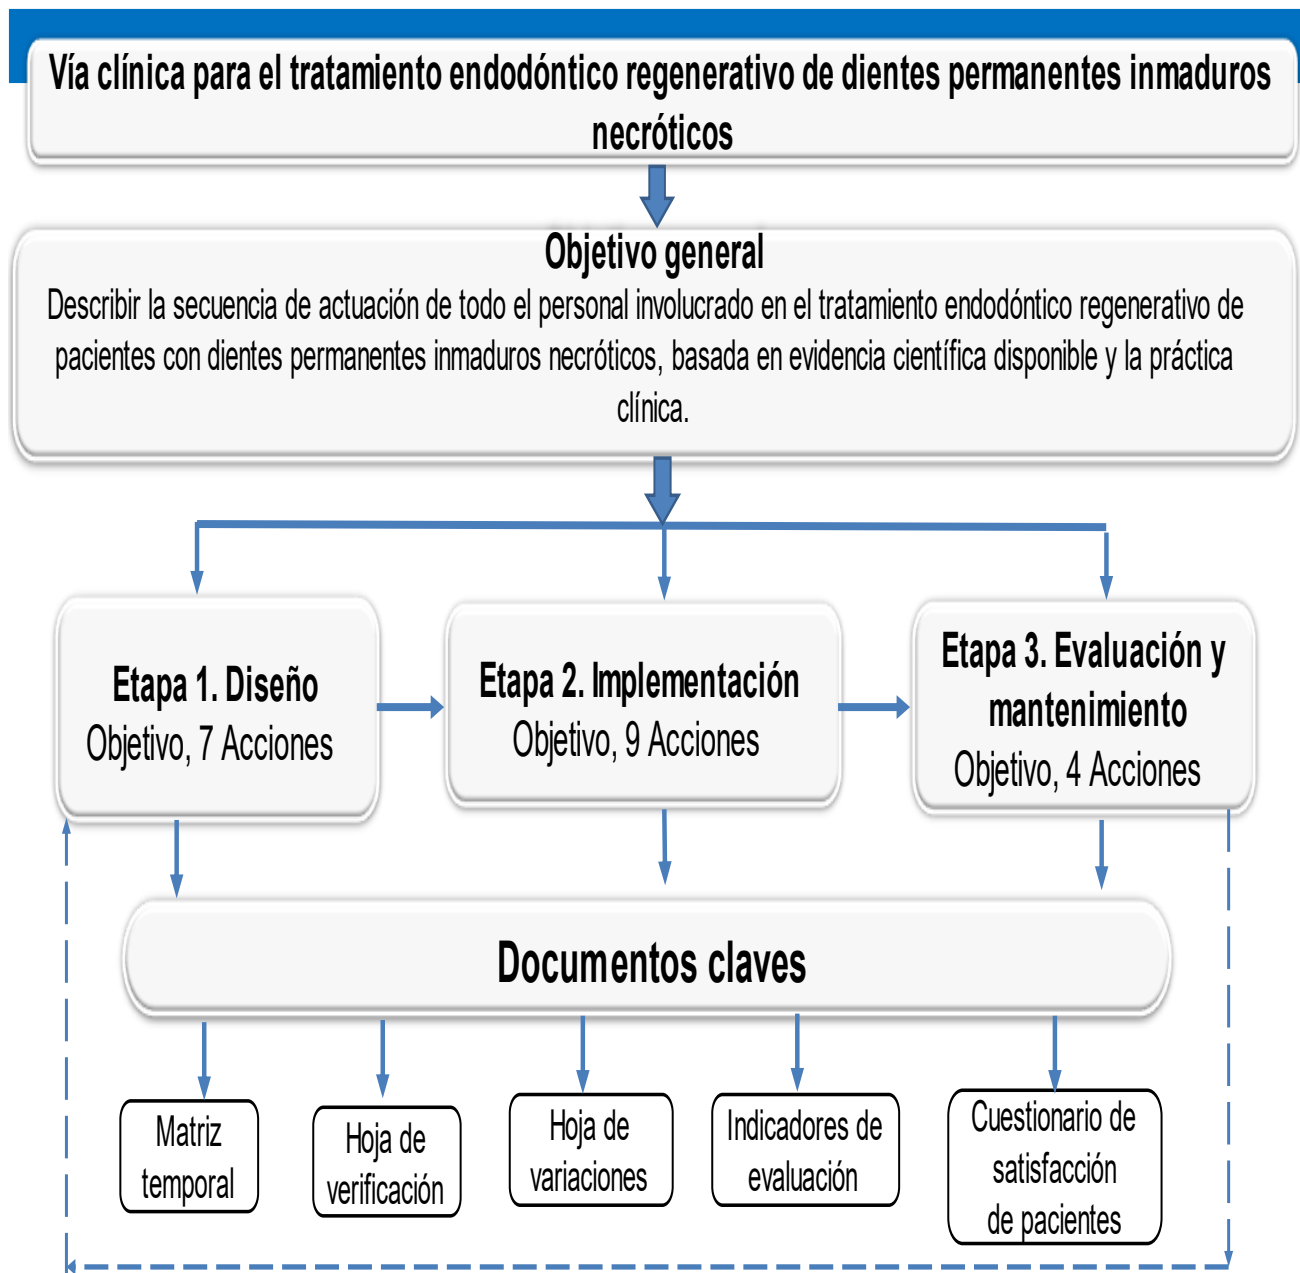 Vía clínica para el tratamiento endodóntico regenerativo de dientes permanentes inmaduros
necróticos
Objetivo general
Describir la secuencia de actuación de todo el personal involucrado en el tratamiento endodóntico regenerativo de
pacientes con dientes permanentes inmaduros necróticos, basada en evidencia científica disponible y la práctica
clínica.
Etapa 1. Diseño
Objetivo, 7 Acciones
Etapa 2. Implementación
Objetivo, 9 Acciones
Etapa 3. Evaluación y
mantenimiento
Objetivo, 4 Acciones
Documentos claves
Matriz
temporal
Hoja de
verificación
Hoja de
variaciones
Indicadores de
evaluación
Cuestionario de
satisfacción
de pacientes